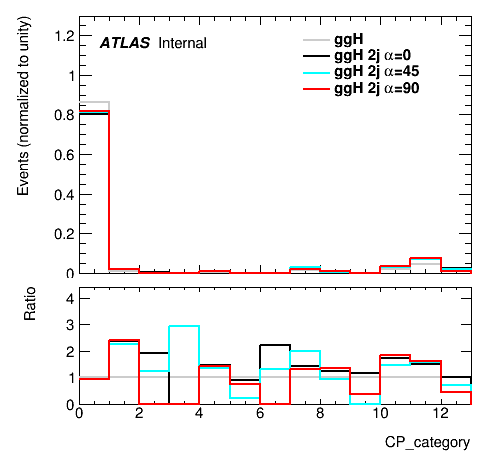 Events (normalized to unity)
1.2
1
0.8
0.6
0.4
0.2
0
ATLAS Internal
ggH
ggH 2j α=0
ggH 2j α=45
ggH 2j α=90
Ratio
4
3
2
1
0
0 2 4 6 8 10 12
CP_category